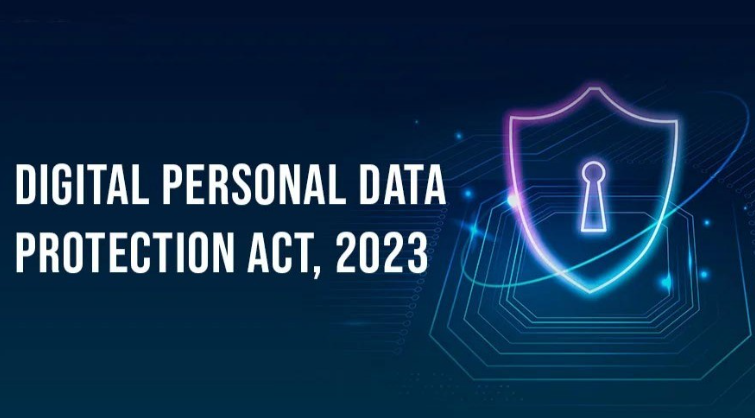 DIGITAL PERSONAL DATA
PROTECTION ACT, 2023